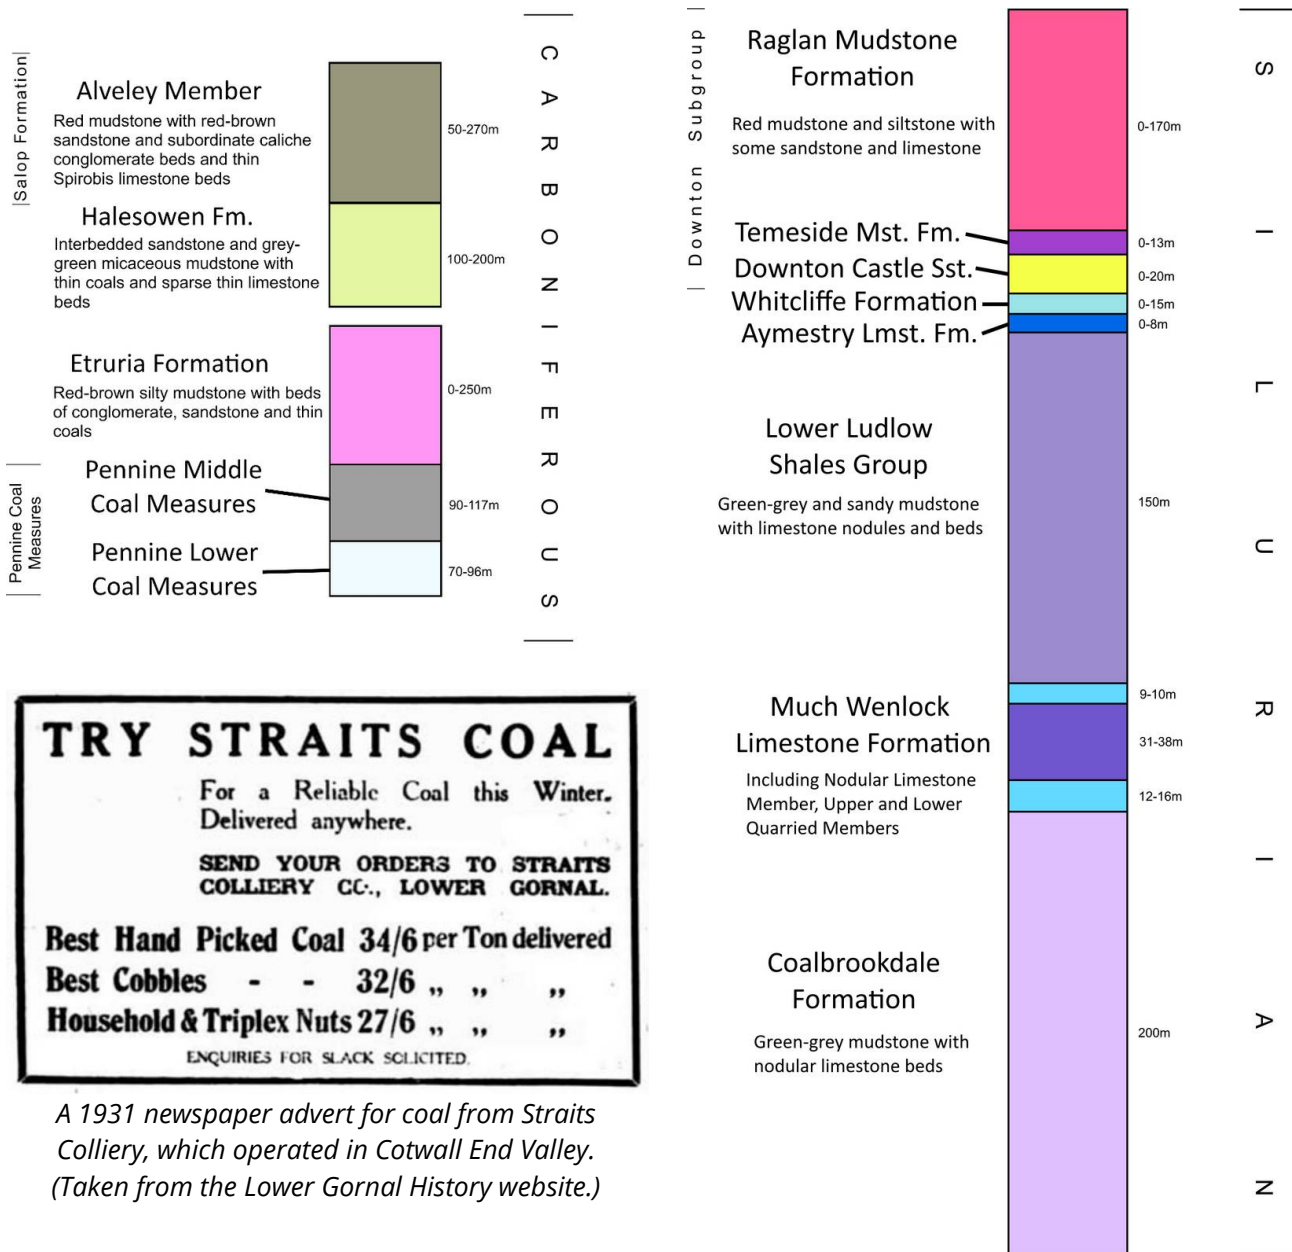 Salop Formation
Alveley Member
Red mudstone with red-brown
sandstone and subordinate caliche
conglomerate beds and thin
Spirobis limestone beds
50-270m
Halesowen Fm.
Interbedded sandstone and grey-
green micaceous mudstone with
thin coals and sparse thin limestone
beds
100-200m
Etruria Formation
Red-brown silty mudstone with beds
of conglomerate, sandstone and thin
coals
0-250m
Pennine Coal
Measures
Pennine Middle
Coal Measures
90-117m
Pennine Lower
Coal Measures
70-96m
CARBONIFEROUS
TRY STRAITS COAL
For a Reliable Coal this Winter.
Delivered anywhere.
SEND YOUR ORDERS TO STRAITS
COLLIERY CO., LOWER GORNAL.
Best Hand Picked Coal 34/6 per Ton delivered
Best Cobbles - - 32/6 ,, ,, ,,
Household & Triplex Nuts 27/6 ,, ,, ,,
ENQUIRIES FOR SLACK SOLICITED.
A 1931 newspaper advert for coal from Straits
Colliery, which operated in Cotwall End Valley.
(Taken from the Lower Gornal History website.)
Downton Subgroup
Raglan Mudstone
Formation
Red mudstone and siltstone with
some sandstone and limestone
0-170m
Temeside Mst. Fm.
0-13m
Downton Castle Sst.
0-20m
Whitcliffe Formation
0-15m
Aymestry Lmst. Fm.
0-8m
Lower Ludlow
Shales Group
Green-grey and sandy mudstone
with limestone nodules and beds
150m
Much Wenlock
Limestone Formation
Including Nodular Limestone
Member, Upper and Lower
Quarried Members
9-10m
31-38m
12-16m
Coalbrookdale
Formation
Green-grey mudstone with
nodular limestone beds
200m
SILURIAN